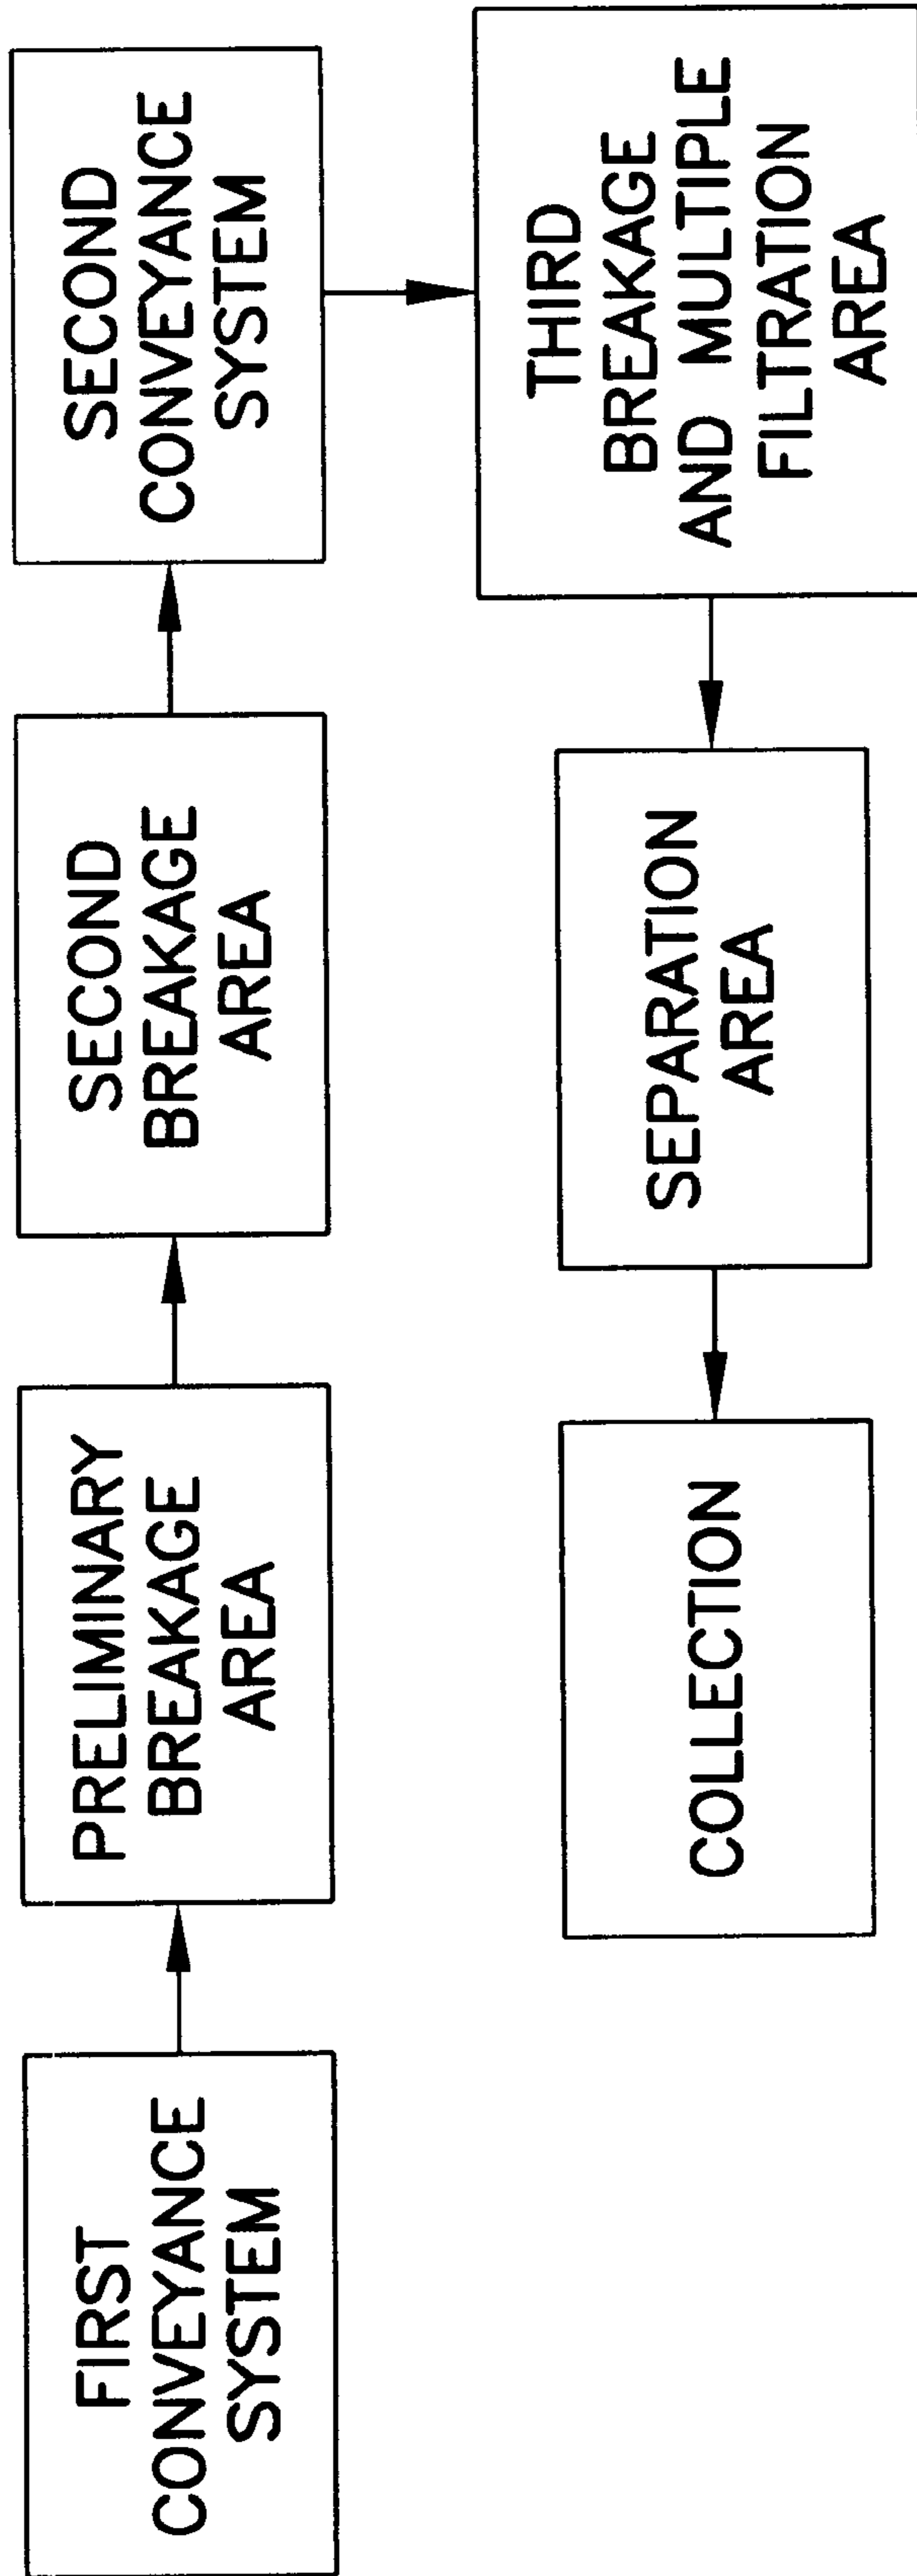 FIRST
CONVEYANCE
SYSTEM
PRELIMINARY
BREAKAGE
AREA
SECOND
BREAKAGE
AREA
SECOND
CONVEYANCE
SYSTEM
THIRD
BREAKAGE
AND MULTIPLE
FILTRATION
AREA
SEPARATION
AREA
COLLECTION